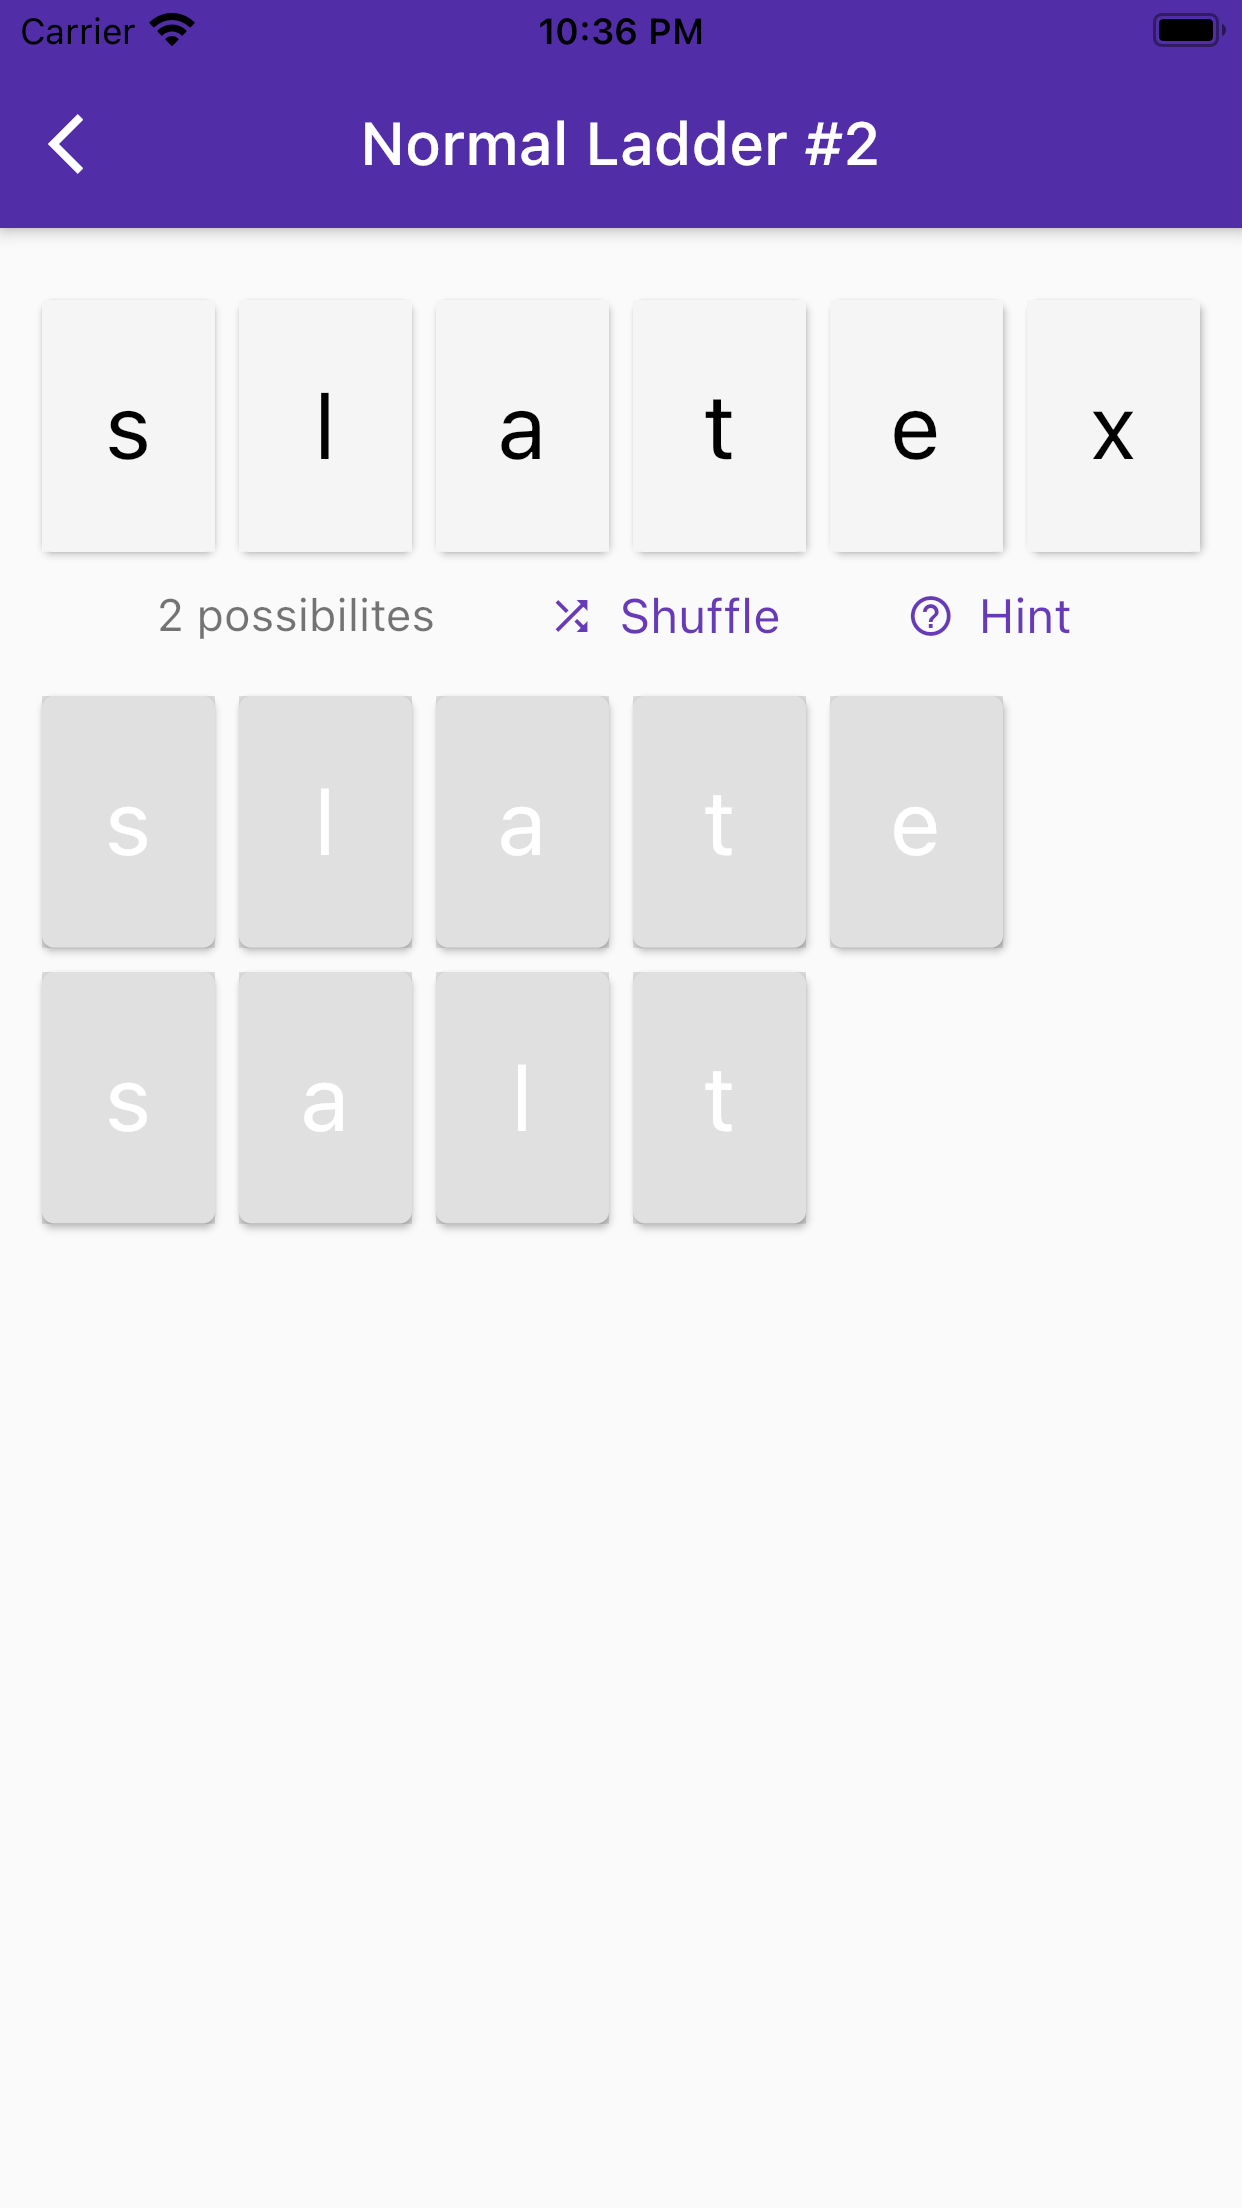 Carrier 10:36 PM
Normal Ladder #2
s l a t e x
2 possibilites Shuffle Hint
s l a t e
s a l t